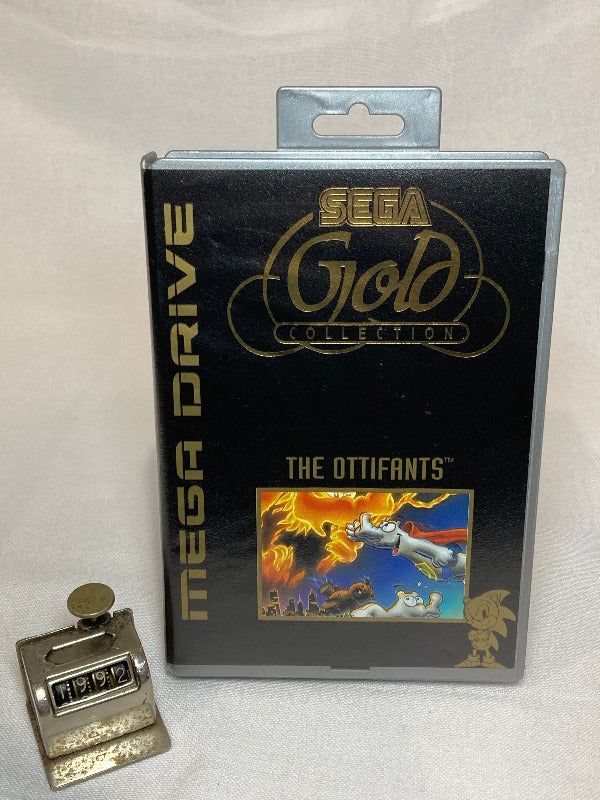 MEGA DRIVE
SEGA
Gold
COLLECTION
THE OTTIFANTS™
1992